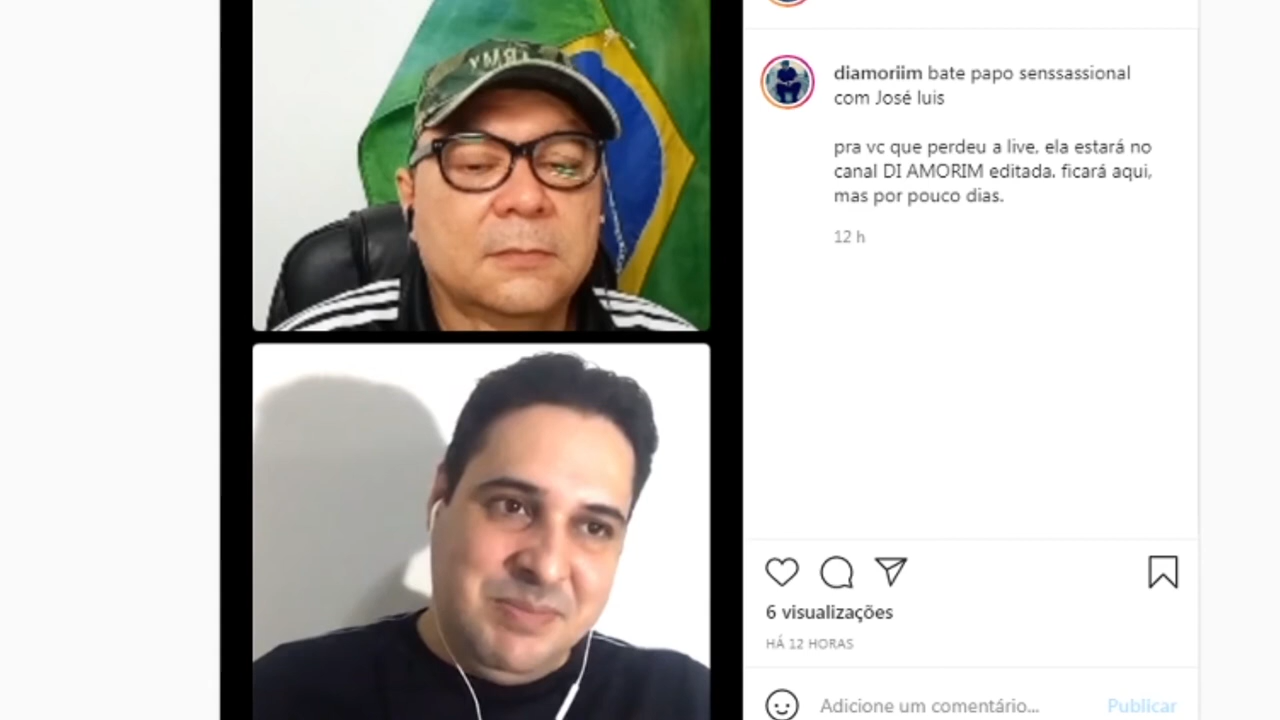 ARMY
diamoriim bate papo senssassional
com José luis
pra vc que perdeu a live, ela estará no
canal DI AMORIM editada. ficará aqui,
mas por pouco dias.
12 h
6 visualizações
HÁ 12 HORAS
Adicione um comentário... Publicar